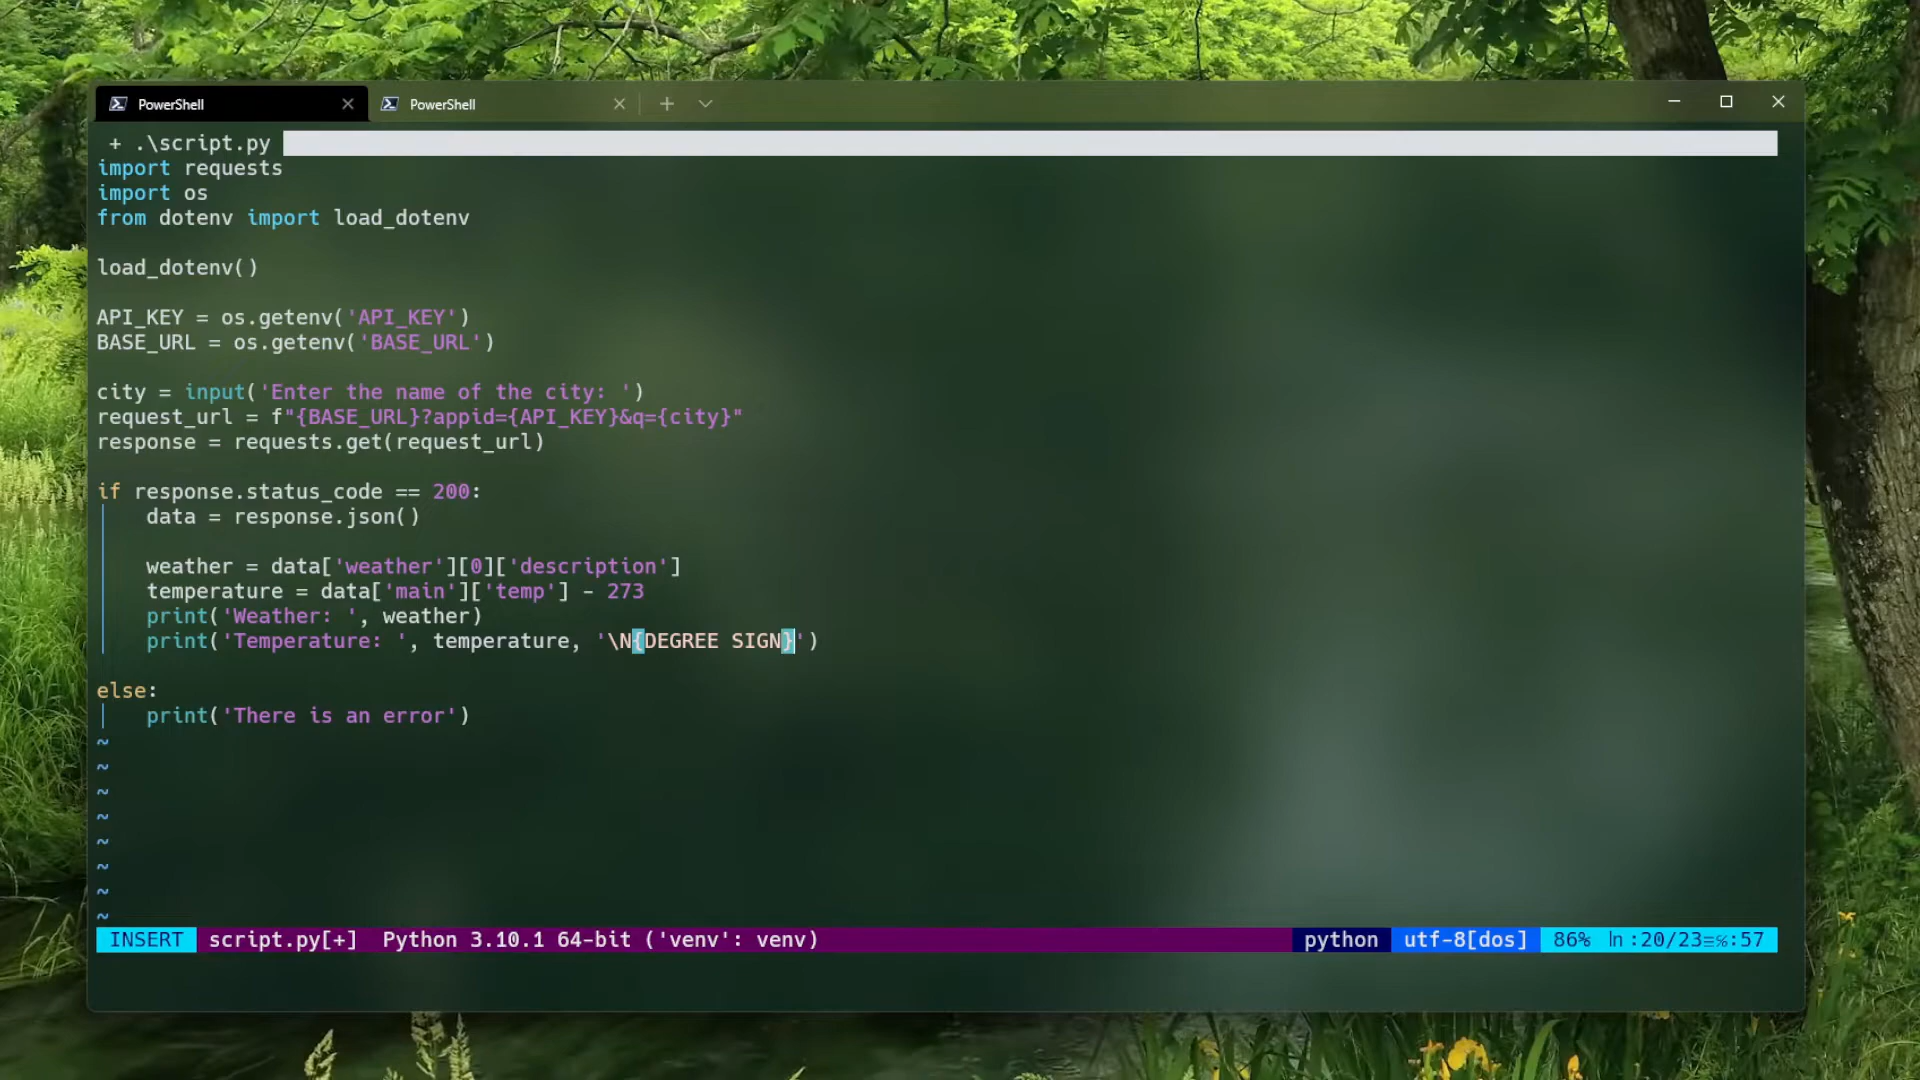 PowerShell PowerShell
+ .\script.py
import requests
import os
from dotenv import load_dotenv
load_dotenv()
API_KEY = os.getenv('API_KEY')
BASE_URL = os.getenv('BASE_URL')
city = input('Enter the name of the city: ')
request_url = f"{BASE_URL}?appid={API_KEY}&q={city}"
response = requests.get(request_url)
if response.status_code == 200:
    data = response.json()
    weather = data['weather'][0]['description']
    temperature = data['main']['temp'] - 273
    print('Weather: ', weather)
    print('Temperature: ', temperature, '\N{DEGREE SIGN}')
else:
    print('There is an error')
~
~
~
~
~
~
~
~
INSERT script.py[+] Python 3.10.1 64-bit ('venv': venv) python utf-8[dos] 86% ㏑:20/23≡℅:57